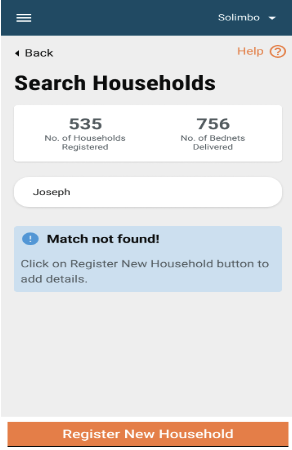 Solimbo
Back
Help
Search Households
535
No. of Households
Registered
756
No. of Bednets
Delivered
Joseph
Match not found!
Click on Register New Household button to
add details.
Register New Household